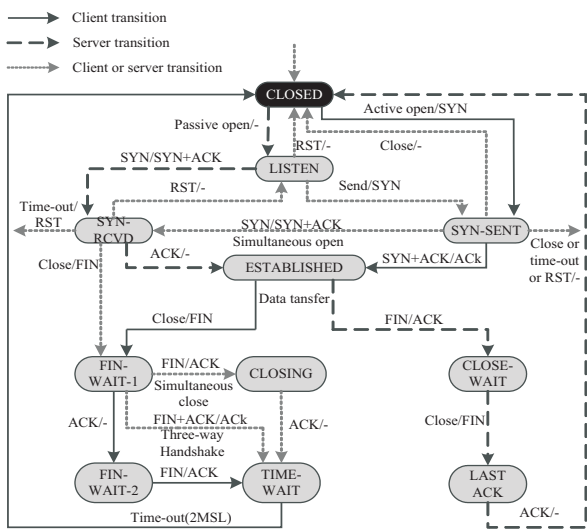 Client transition
Server transition
Client or server transition
CLOSED
Active open/SYN
Passive open/-
RST/-
Close/-
SYN/SYN+ACK
LISTEN
RST/-
Send/SYN
Time-out/
RST
SYN-
RCVD
SYN/SYN+ACK
Simultaneous open
SYN-SENT
Close/FIN
ACK/-
ESTABLISHED
SYN+ACK/ACk
Close or
time-out
or RST/-
Data tansfer
Close/FIN
FIN/ACK
FIN-
WAIT-1
FIN/ACK
Simultaneous
close
CLOSING
CLOSE-
WAIT
ACK/-
FIN+ACK/ACk
Three-way
Handshake
ACK/-
Close/FIN
FIN-
WAIT-2
FIN/ACK
TIME-
WAIT
LAST
ACK
Time-out(2MSL)
ACK/-